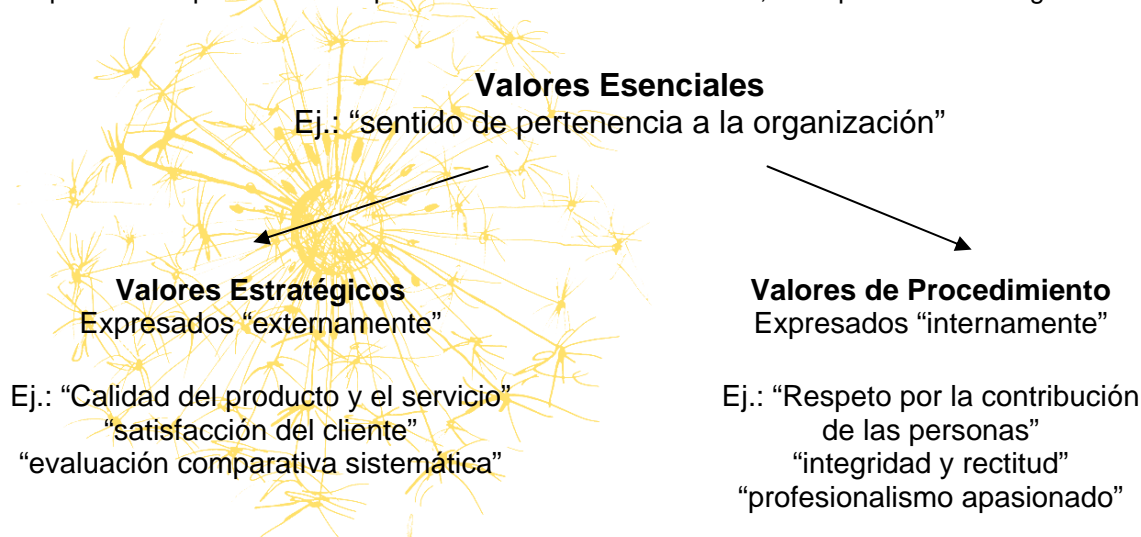 Valores Esenciales
Ej.: “sentido de pertenencia a la organización”
Valores Estratégicos
Expresados “externamente”
Ej.: “Calidad del producto y el servicio”
“satisfacción del cliente”
“evaluación comparativa sistemática”
Valores de Procedimiento
Expresados “internamente”
Ej.: “Respeto por la contribución
de las personas”
“integridad y rectitud”
“profesionalismo apasionado”